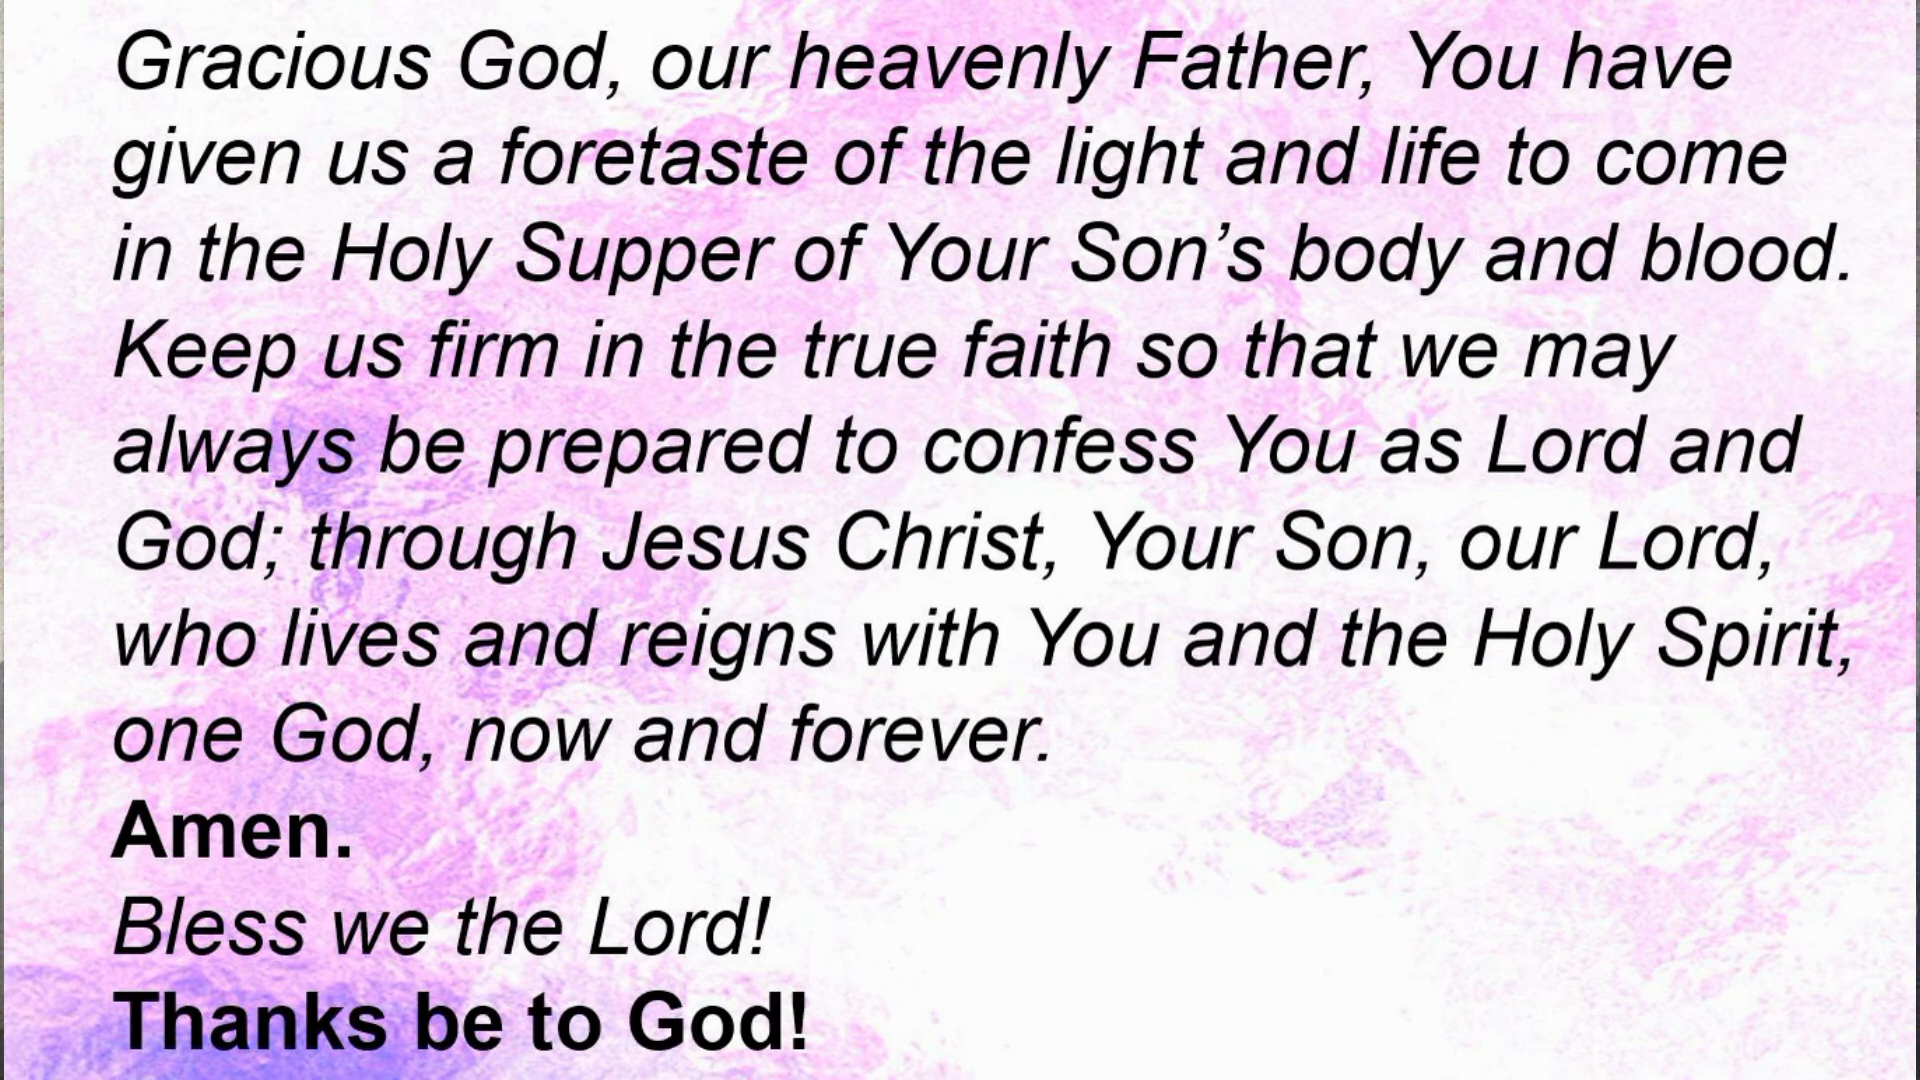 Gracious God, our heavenly Father, You have
given us a foretaste of the light and life to come
in the Holy Supper of Your Son’s body and blood.
Keep us firm in the true faith so that we may
always be prepared to confess You as Lord and
God; through Jesus Christ, Your Son, our Lord,
who lives and reigns with You and the Holy Spirit,
one God, now and forever.
Amen.
Bless we the Lord!
Thanks be to God!